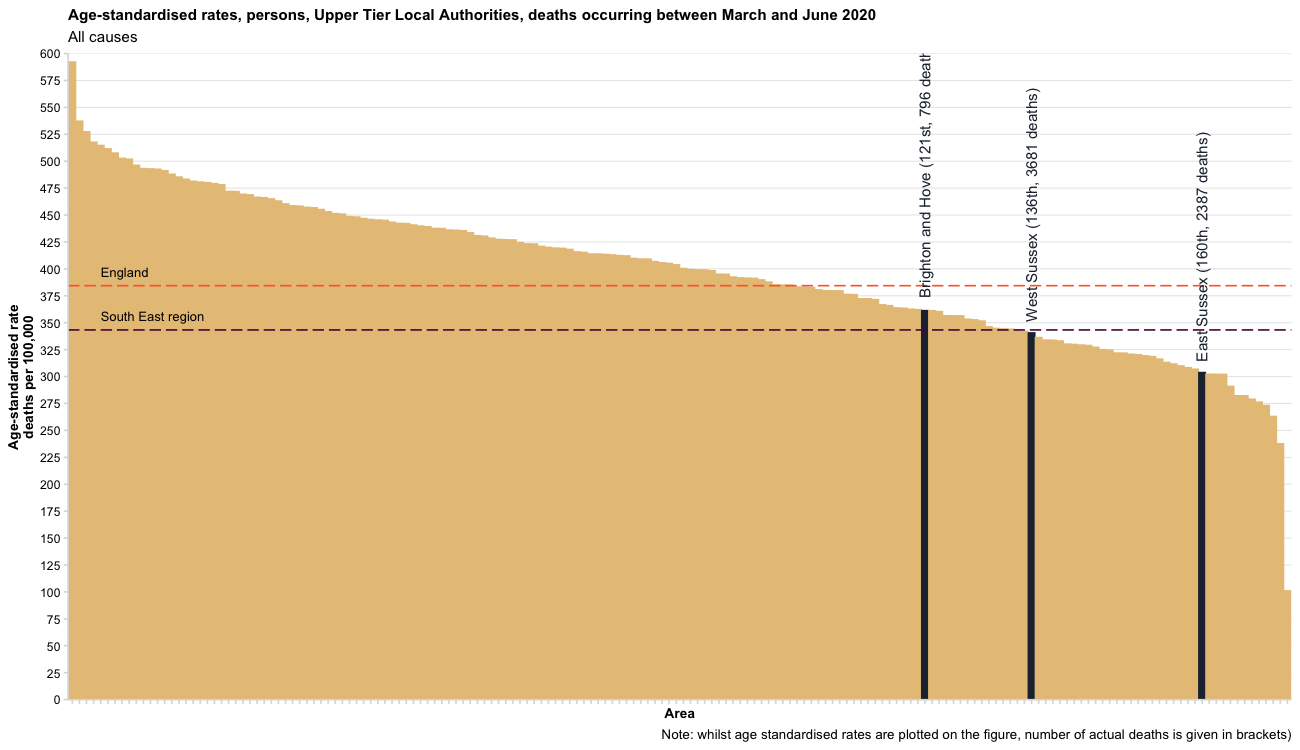 Age-standardised rates, persons, Upper Tier Local Authorities, deaths occurring between March and June 2020
All causes
600
575
550
525
500
475
450
425
400
375
350
325
300
275
250
225
200
175
150
125
100
75
50
25
0
Age-standardised rate
deaths per 100,000
England
South East region
Brighton and Hove (121st, 796 death
West Sussex (136th, 3681 deaths)
East Sussex (160th, 2387 deaths)
Area
Note: whilst age standardised rates are plotted on the figure, number of actual deaths is given in brackets)